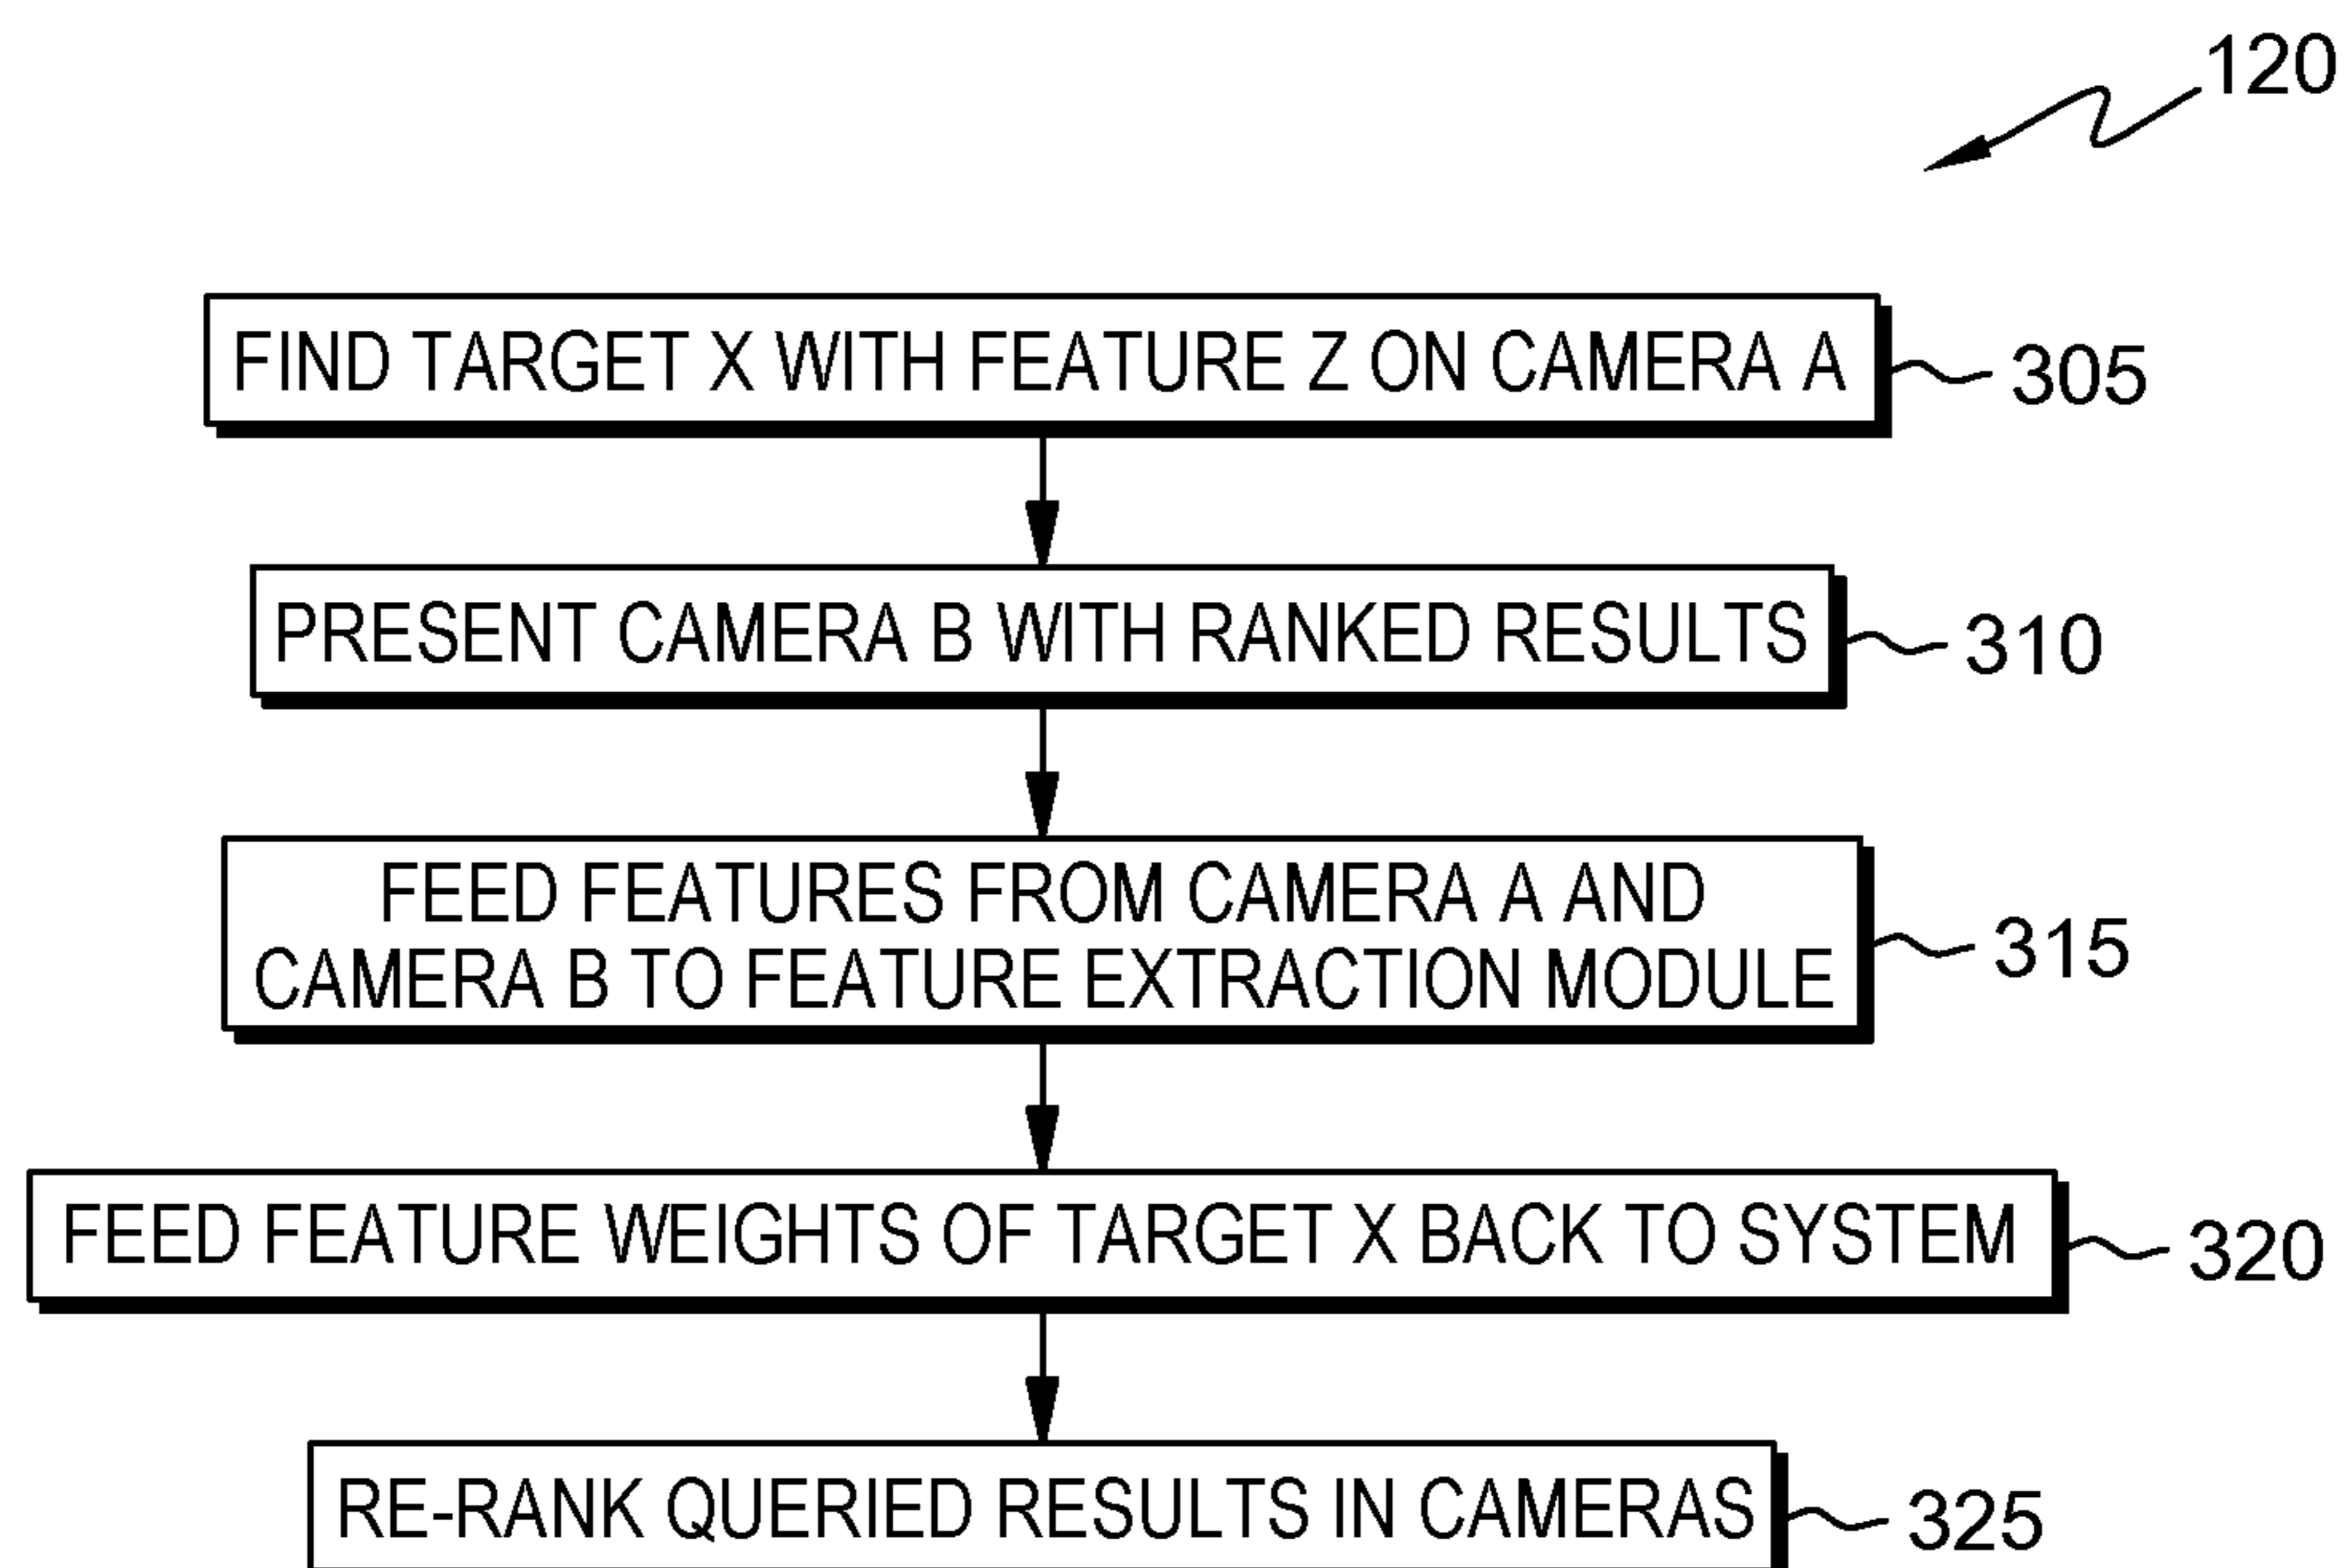 120
FIND TARGET X WITH FEATURE Z ON CAMERA A
305
PRESENT CAMERA B WITH RANKED RESULTS
310
FEED FEATURES FROM CAMERA A AND
CAMERA B TO FEATURE EXTRACTION MODULE
315
FEED FEATURE WEIGHTS OF TARGET X BACK TO SYSTEM
320
RE-RANK QUERIED RESULTS IN CAMERAS
325